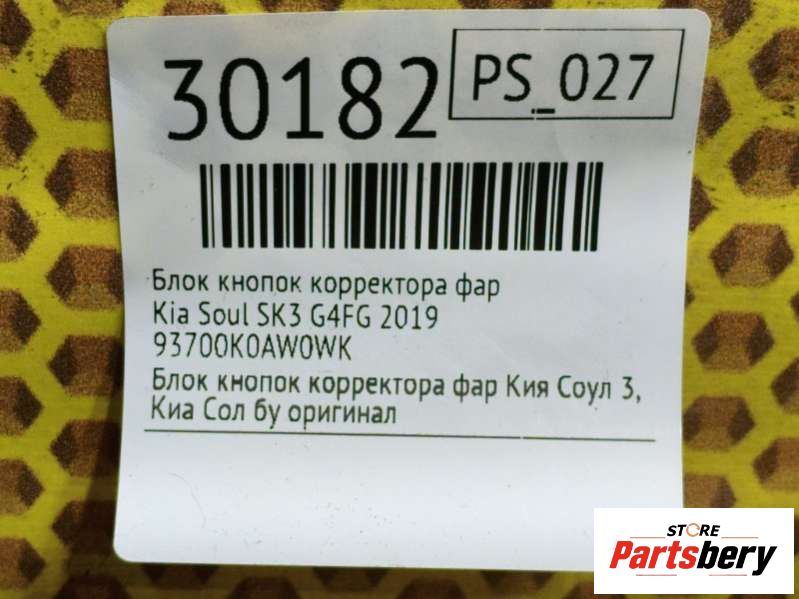 30182
PS_027
Блок кнопок корректора фар
Kia Soul SK3 G4FG 2019
93700K0AW0WK
Блок кнопок корректора фар Кия Соул 3,
Киа Сол бу оригинал
STORE
Partsbery